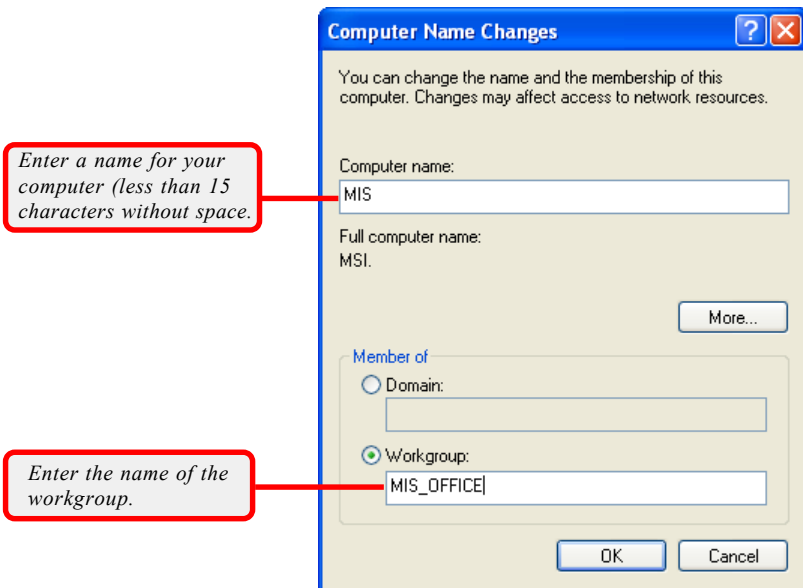 Computer Name Changes
You can change the name and the membership of this
computer. Changes may affect access to network resources.
Enter a name for your
computer (less than 15
characters without space.
Computer name:
MIS
Full computer name:
MSI.
More...
Member of
Domain:
Workgroup:
MIS_OFFICE
Enter the name of the
workgroup.
OK
Cancel